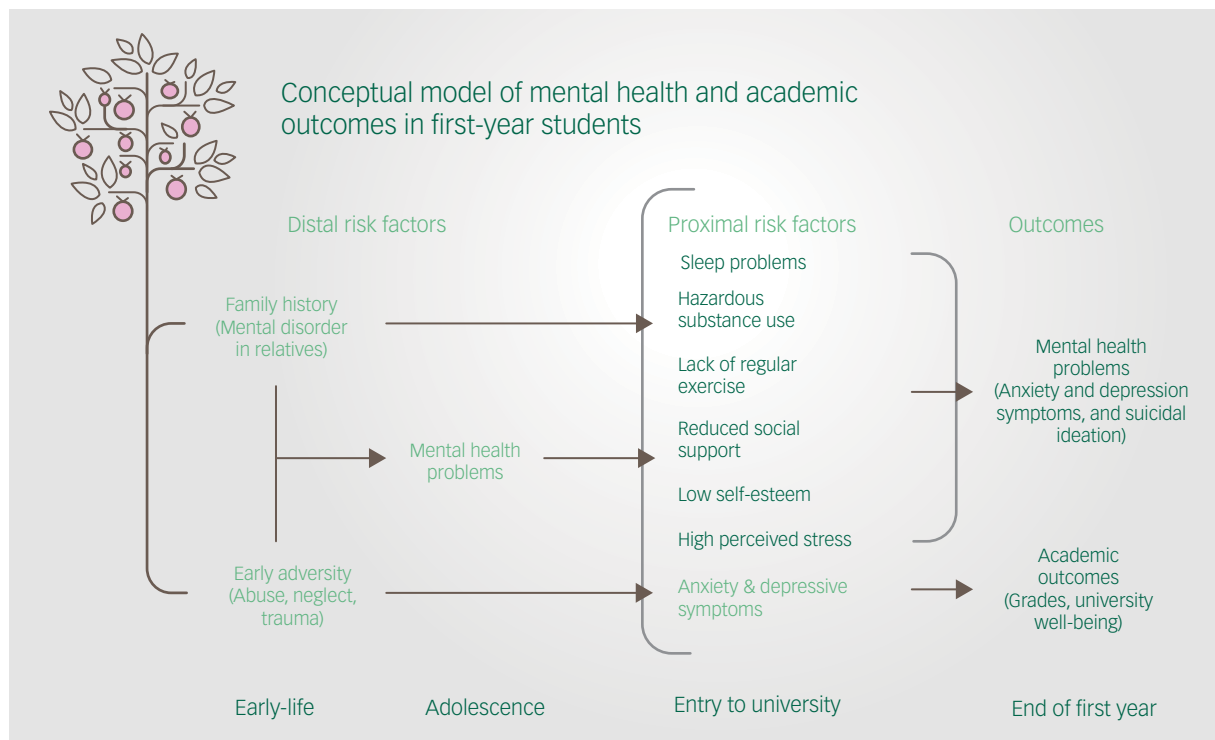 Conceptual model of mental health and academic
outcomes in first-year students
Distal risk factors
Proximal risk factors
Outcomes
Family history
(Mental disorder
in relatives)
Mental health
problems
Early adversity
(Abuse, neglect,
trauma)
Sleep problems
Hazardous
substance use
Lack of regular
exercise
Reduced social
support
Low self-esteem
High perceived stress
Anxiety & depressive
symptoms
Mental health
problems
(Anxiety and depression
symptoms, and suicidal
ideation)
Academic
outcomes
(Grades, university
well-being)
Early-life
Adolescence
Entry to university
End of first year